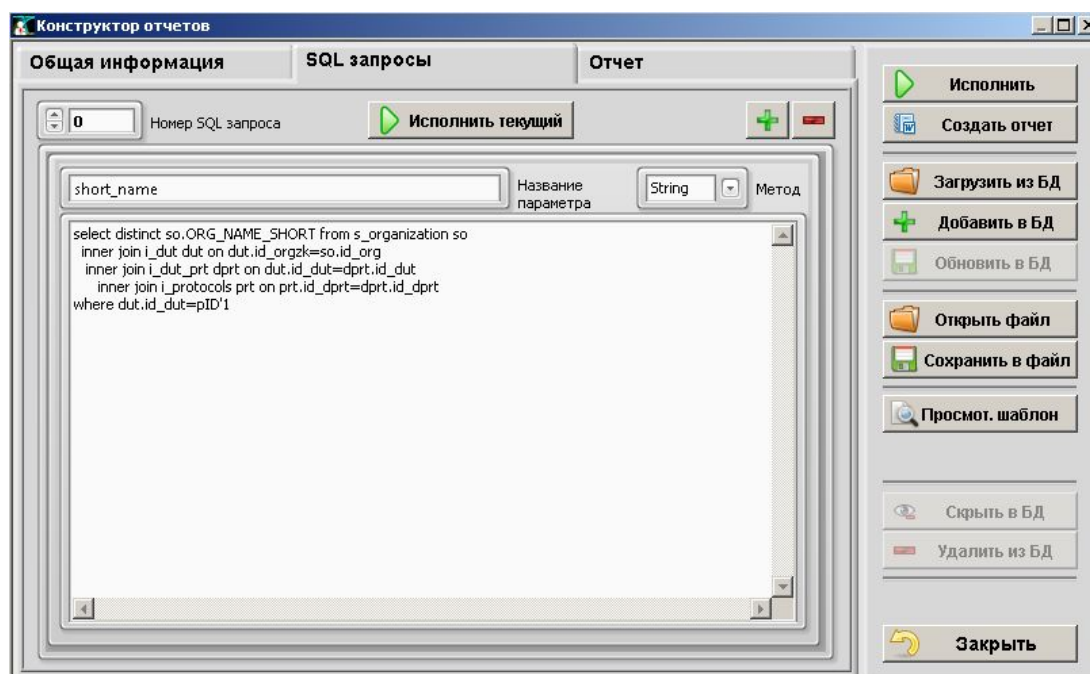 Конструктор отчетов
Общая информация
SQL запросы
Отчет
0
Номер SQL запроса
Исполнить текущий
short_name
Название
параметра
String
Метод
select distinct so.ORG_NAME_SHORT from s_organization so
inner join i_dut dut on dut.id_orgzk=so.id_org
inner join i_dut_prt dprt on dut.id_dut=dprt.id_dut
inner join i_protocols prt on prt.id_dprt=dprt.id_dprt
where dut.id_dut=pID'1
Исполнить
Создать отчет
Загрузить из БД
Добавить в БД
Обновить в БД
Открыть файл
Сохранить в файл
Просмот. шаблон
Скрыть в БД
Удалить из БД
Закрыть